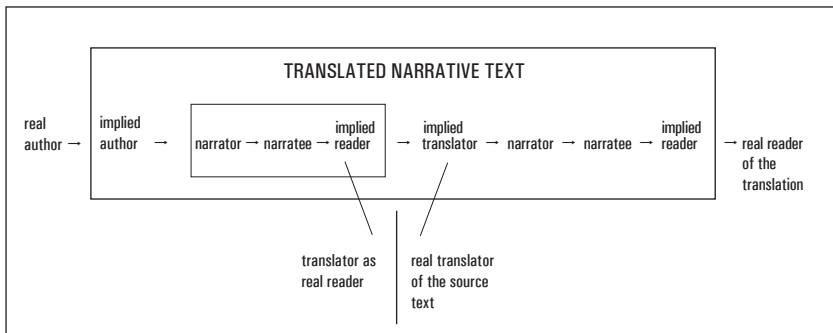 TRANSLATED NARRATIVE TEXT
real
author →
implied
author →
narrator → narratee →
implied
reader
→
implied
translator
→ narrator → narratee →
implied
reader
→ real reader
of the
translation
translator as
real reader
real translator
of the source
text